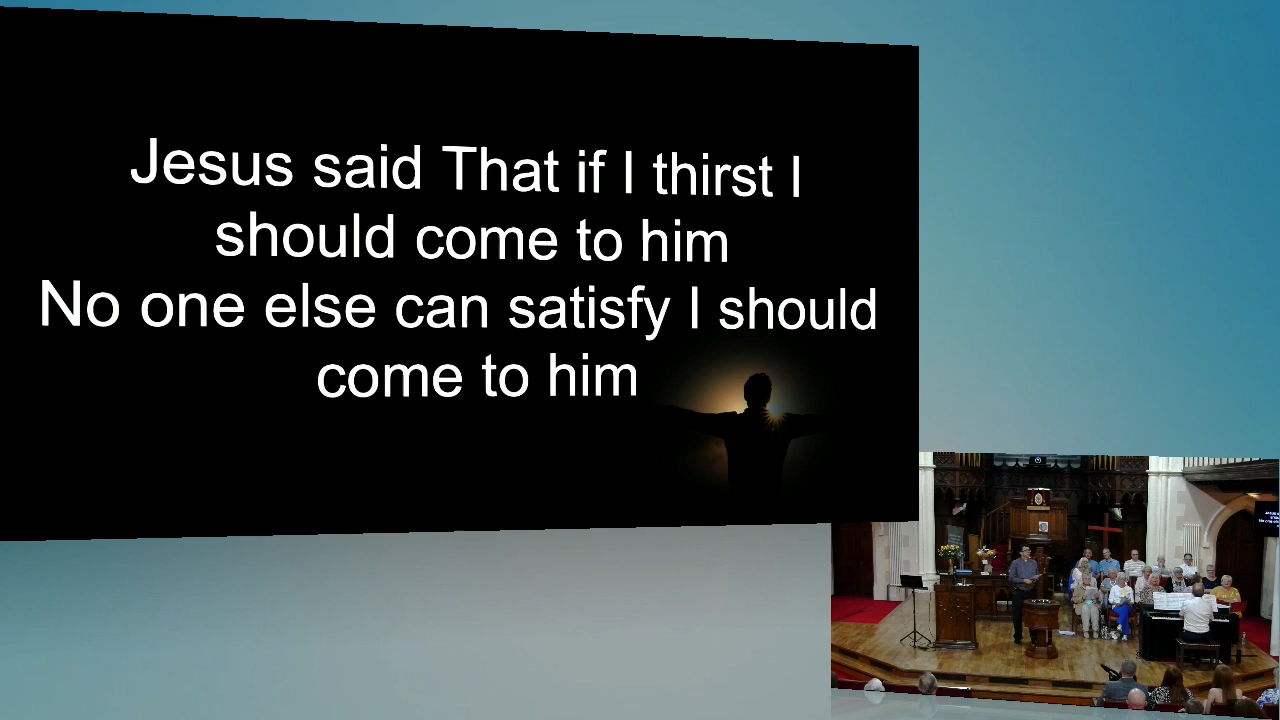 Jesus said That if I thirst I
should come to him
No one else can satisfy I should
come to him